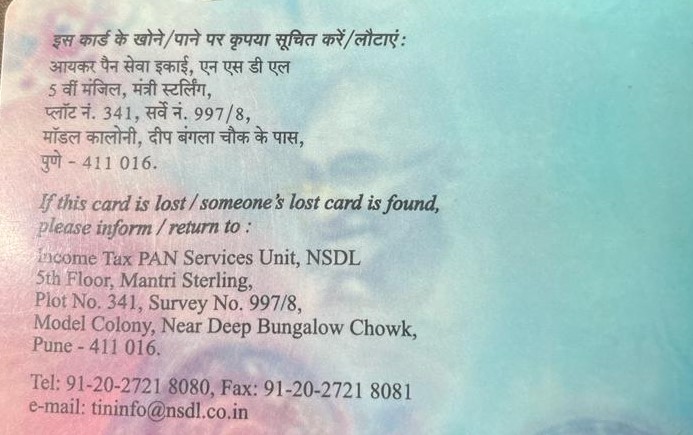 इस कार्ड के खोने/पाने पर कृपया सूचित करें/लौटाएं :
आयकर पैन सेवा इकाई, एन एस डी एल
5 वीं मंजिल, मंत्री स्टर्लिंग,
प्लॉट नं. 341, सर्वे नं. 997/8,
मॉडल कालोनी, दीप बंगला चौक के पास,
पुणे - 411 016.
If this card is lost / someone's lost card is found,
please inform / return to :
Income Tax PAN Services Unit, NSDL
5th Floor, Mantri Sterling,
Plot No. 341, Survey No. 997/8,
Model Colony, Near Deep Bungalow Chowk,
Pune - 411 016.
Tel: 91-20-2721 8080, Fax: 91-20-2721 8081
e-mail: tininfo@nsdl.co.in